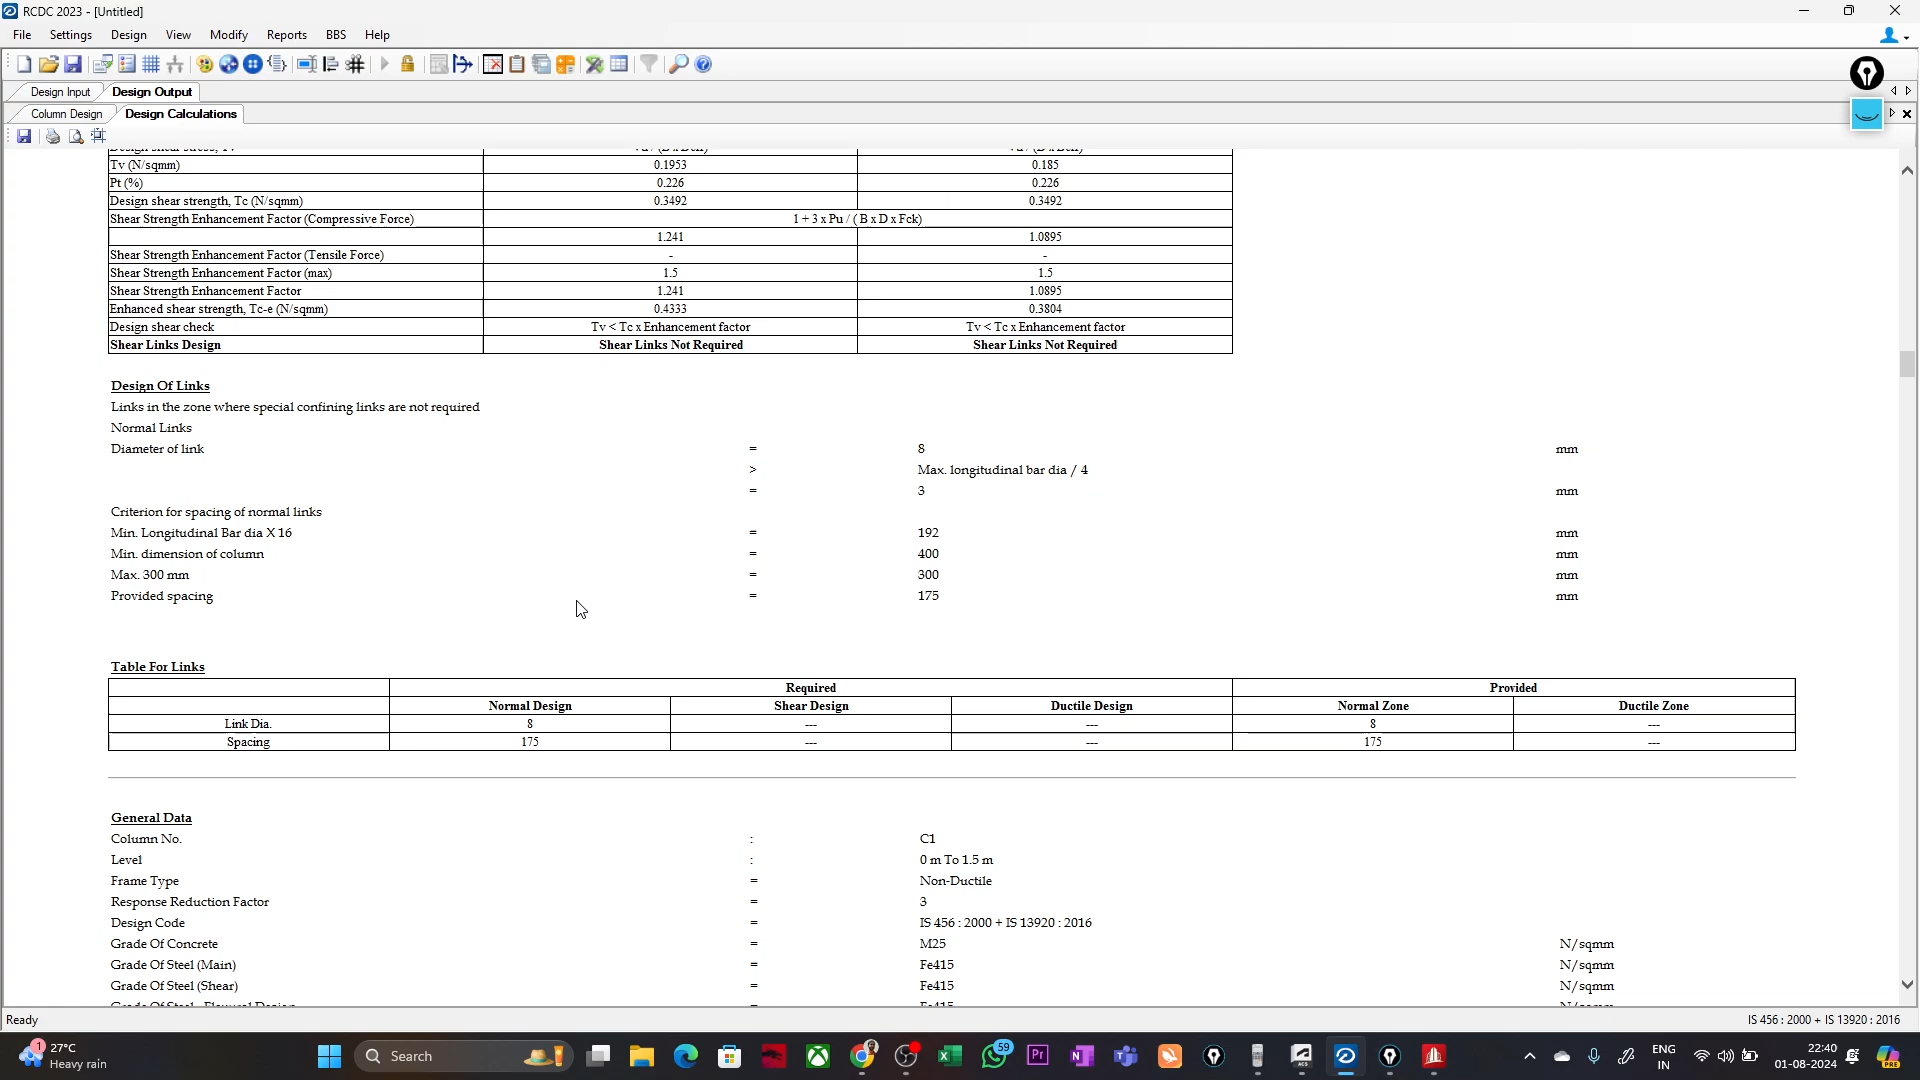 RCDC 2023 - [Untitled]
File Settings Design View Modify Reports BBS Help
Design Input Design Output
Column Design Design Calculations
Tv (N/sqmm) 0.1953 0.185
Pt (%) 0.226 0.226
Design shear strength, Tc (N/sqmm) 0.3492 0.3492
Shear Strength Enhancement Factor (Compressive Force) 1 + 3 x Pu / ( B x D x Fck)
1.241 1.0895
Shear Strength Enhancement Factor (Tensile Force) - -
Shear Strength Enhancement Factor (max) 1.5 1.5
Shear Strength Enhancement Factor 1.241 1.0895
Enhanced shear strength, Tc-e (N/sqmm) 0.4333 0.3804
Design shear check Tv < Tc x Enhancement factor Tv < Tc x Enhancement factor
Shear Links Design Shear Links Not Required Shear Links Not Required
Design Of Links
Links in the zone where special confining links are not required
Normal Links
Diameter of link = 8 mm
> Max. longitudinal bar dia / 4
= 3 mm
Criterion for spacing of normal links
Min. Longitudinal Bar dia X 16 = 192 mm
Min. dimension of column = 400 mm
Max. 300 mm = 300 mm
Provided spacing = 175 mm
Table For Links
Required Provided
Normal Design Shear Design Ductile Design Normal Zone Ductile Zone
Link Dia. 8 --- --- 8 ---
Spacing 175 --- --- 175 ---
General Data
Column No. : C1
Level : 0 m To 1.5 m
Frame Type = Non-Ductile
Response Reduction Factor = 3
Design Code = IS 456 : 2000 + IS 13920 : 2016
Grade Of Concrete = M25 N/sqmm
Grade Of Steel (Main) = Fe415 N/sqmm
Grade Of Steel (Shear) = Fe415 N/sqmm
Ready IS 456 : 2000 + IS 13920 : 2016
1 27°C
Heavy rain
Search
59
ENG
IN
22:40
01-08-2024